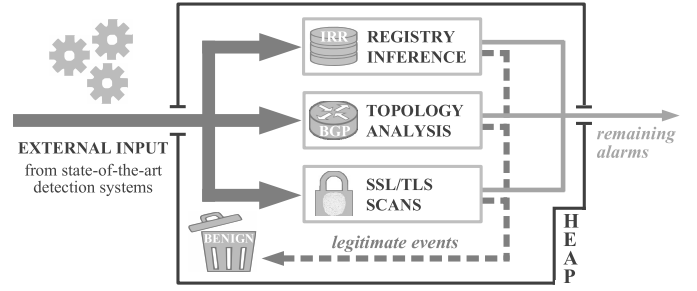 IRR
REGISTRY
INFERENCE
BGP
TOPOLOGY
ANALYSIS
EXTERNAL INPUT
from state-of-the-art
detection systems
remaining
alarms
SSL/TLS
SCANS
BENIGN
legitimate events
HEAP